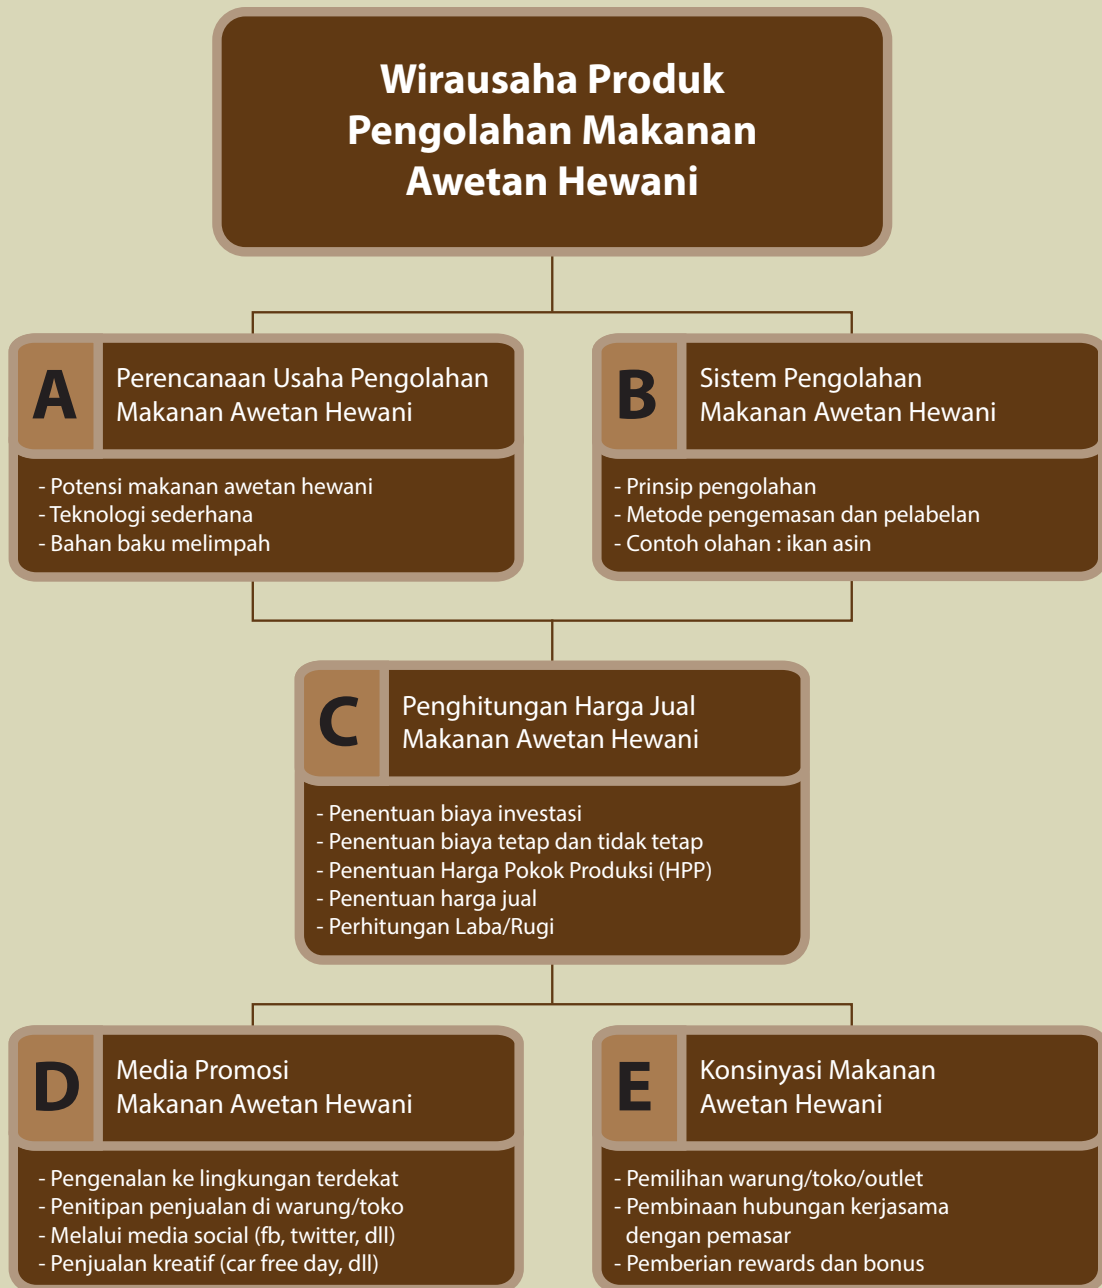 Wirausaha Produk
Pengolahan Makanan
Awetan Hewani
A
Perencanaan Usaha Pengolahan
Makanan Awetan Hewani
- Potensi makanan awetan hewani
- Teknologi sederhana
- Bahan baku melimpah
B
Sistem Pengolahan
Makanan Awetan Hewani
- Prinsip pengolahan
- Metode pengemasan dan pelabelan
- Contoh olahan : ikan asin
C
Penghitungan Harga Jual
Makanan Awetan Hewani
- Penentuan biaya investasi
- Penentuan biaya tetap dan tidak tetap
- Penentuan Harga Pokok Produksi (HPP)
- Penentuan harga jual
- Perhitungan Laba/Rugi
D
Media Promosi
Makanan Awetan Hewani
- Pengenalan ke lingkungan terdekat
- Penitipan penjualan di warung/toko
- Melalui media social (fb, twitter, dll)
- Penjualan kreatif (car free day, dll)
E
Konsinyasi Makanan
Awetan Hewani
- Pemilihan warung/toko/outlet
- Pembinaan hubungan kerjasama
dengan pemasar
- Pemberian rewards dan bonus